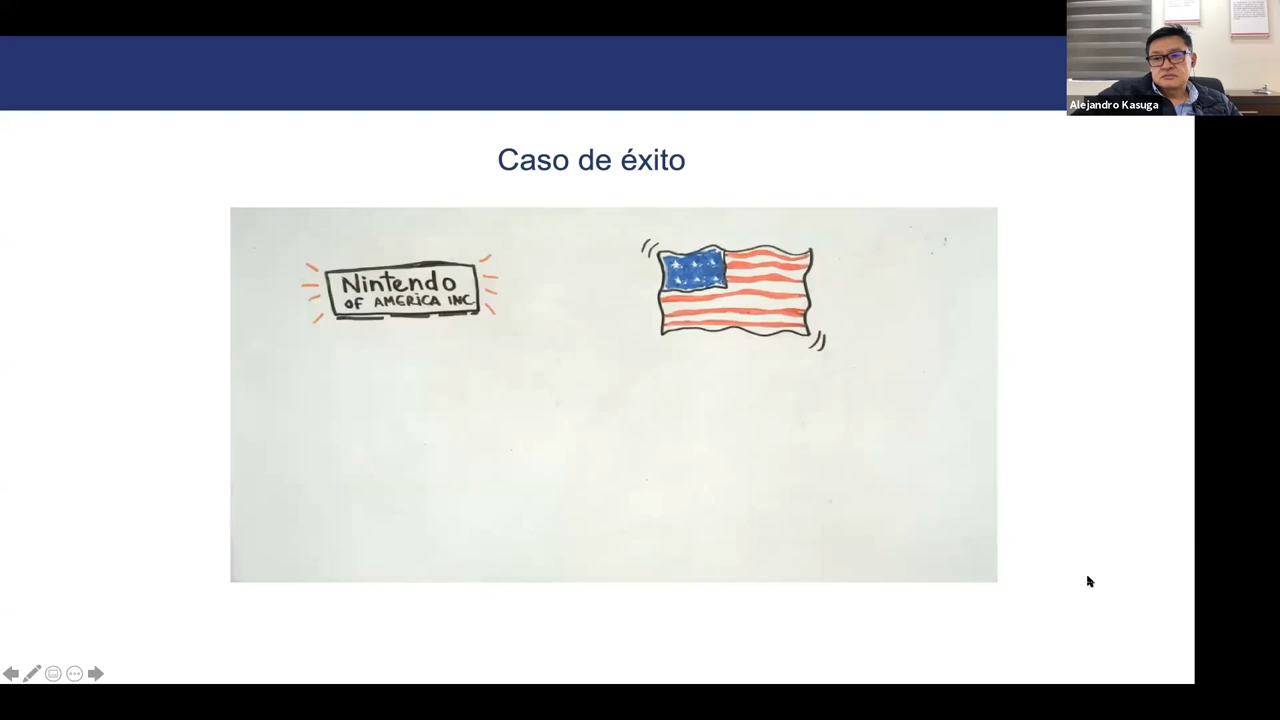 Alejandro Kasuga
Caso de éxito
Nintendo
OF AMERICA INC.